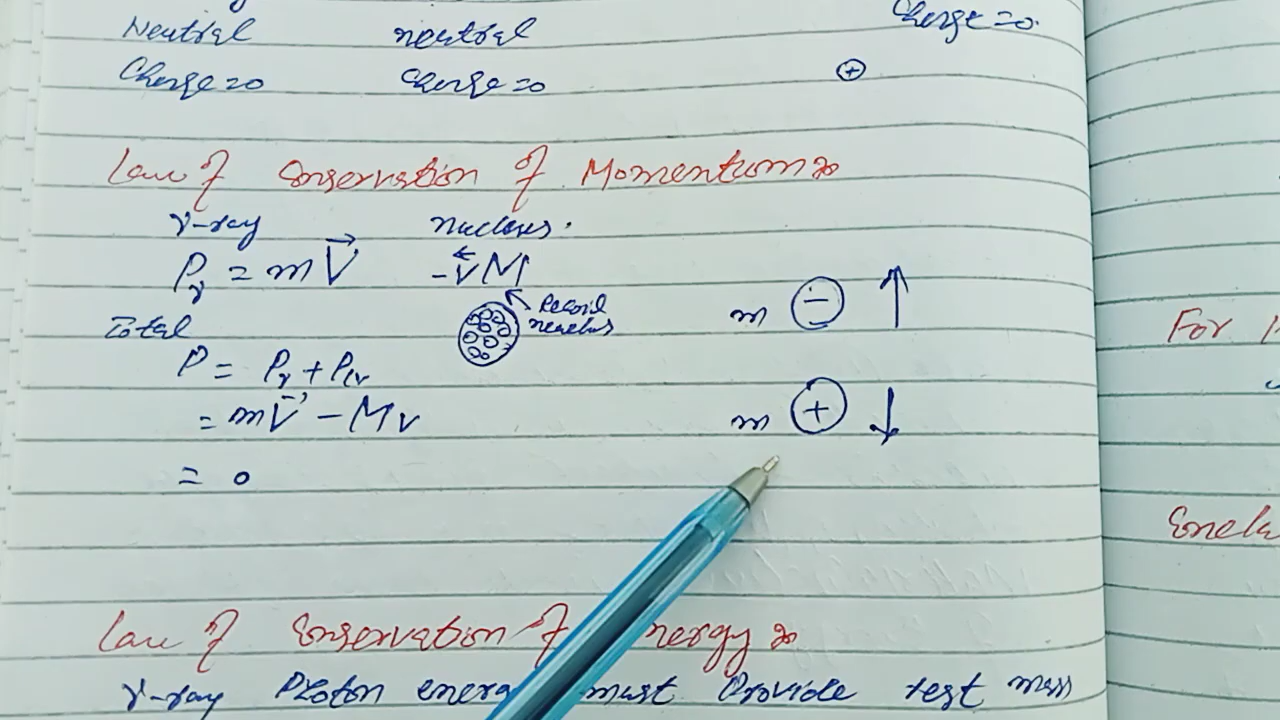 Neutral neutral Charge=0
Charge=0 Charge=0 ⊕
Law of Conservation of Momentum
γ-ray nucleus.
Pγ = mV -VM
Recoil
nucleus
m − ↑
Total
P = Pγ + PN
= mV - Mv
m + ↓
= 0
Law of Conservation of Energy
γ-ray Photon energy must Provide rest mass
For